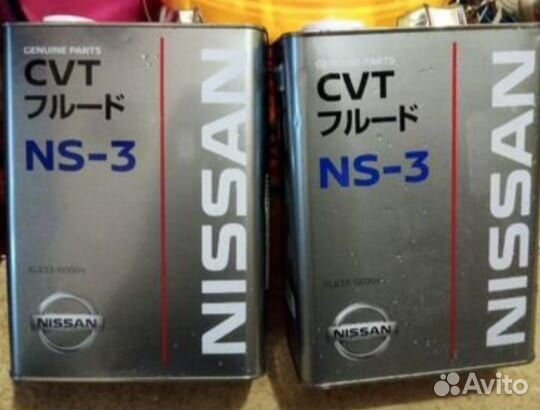 GENUINE PARTS
CVT
フルード
NS-3
NISSAN
NISSAN
GENUINE PARTS
CVT
フルード
NS-3
NISSAN
NISSAN
Avito